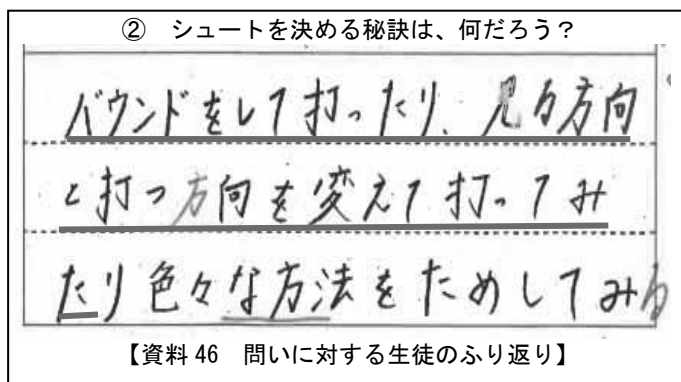 ② シュートを決める秘訣は、何だろう？
バウンドをして打ったり、見る方向
と打つ方向を変えて打ってみ
たり色々な方法をためしてみる
【資料 46 問いに対する生徒のふり返り】